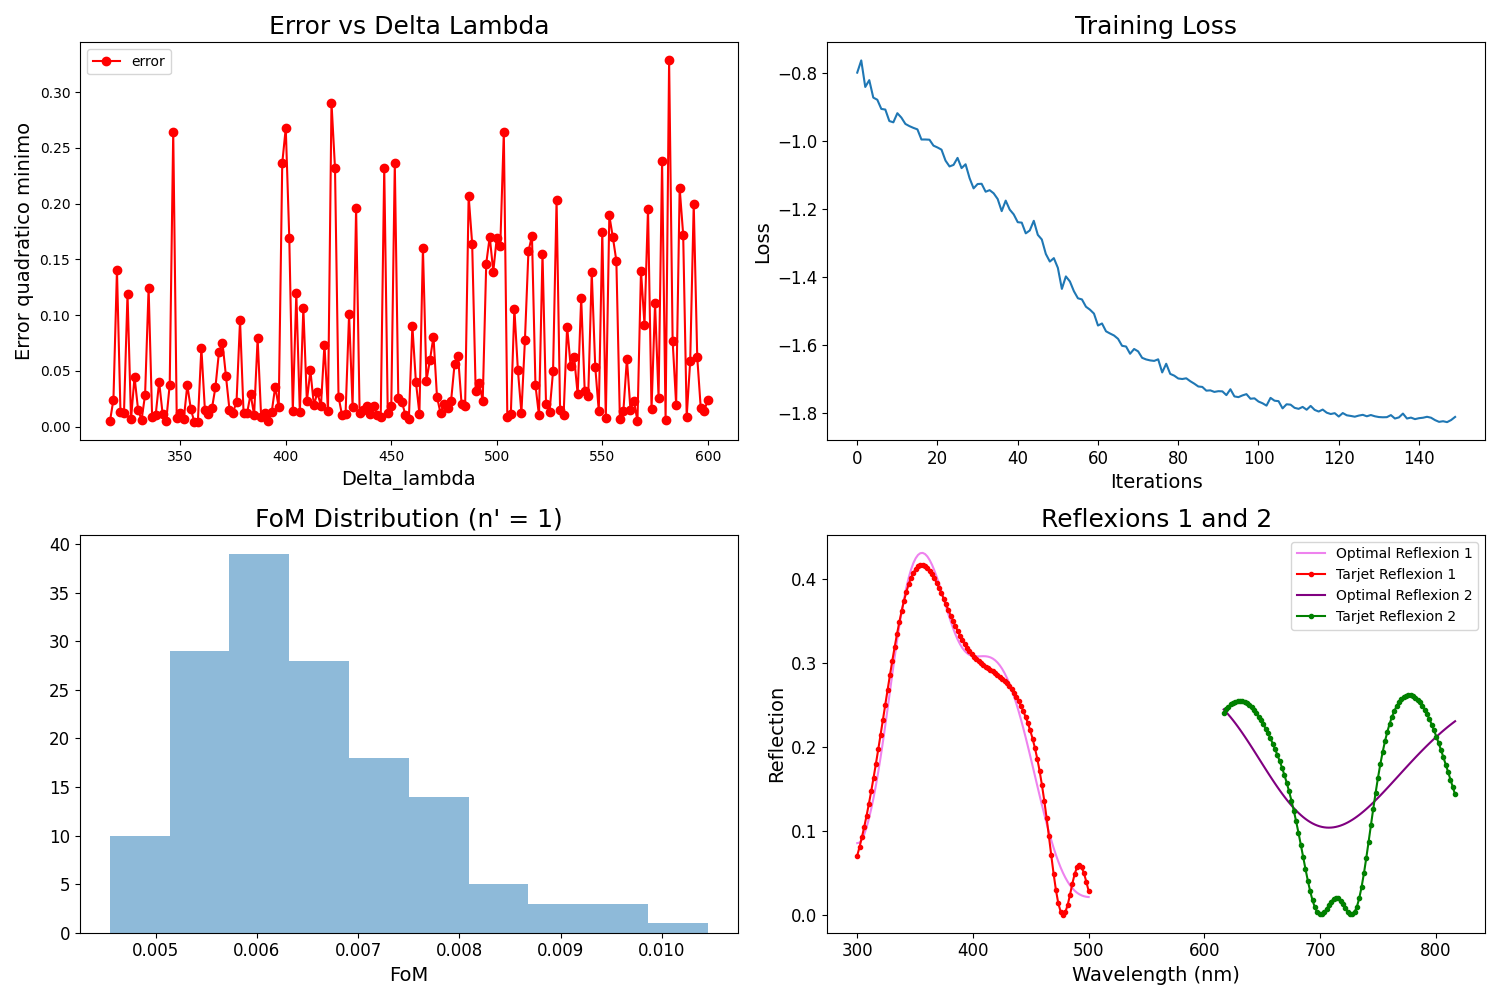 Error vs Delta Lambda
error
Error quadratico minimo
0.30
0.25
0.20
0.15
0.10
0.05
0.00
350 400 450 500 550 600
Delta_lambda
Training Loss
Loss
−0.8
−1.0
−1.2
−1.4
−1.6
−1.8
0 20 40 60 80 100 120 140
Iterations
FoM Distribution (n' = 1)
40
35
30
25
20
15
10
5
0
0.005 0.006 0.007 0.008 0.009 0.010
FoM
Reflexions 1 and 2
Optimal Reflexion 1
Tarjet Reflexion 1
Optimal Reflexion 2
Tarjet Reflexion 2
Reflection
0.4
0.3
0.2
0.1
0.0
300 400 500 600 700 800
Wavelength (nm)